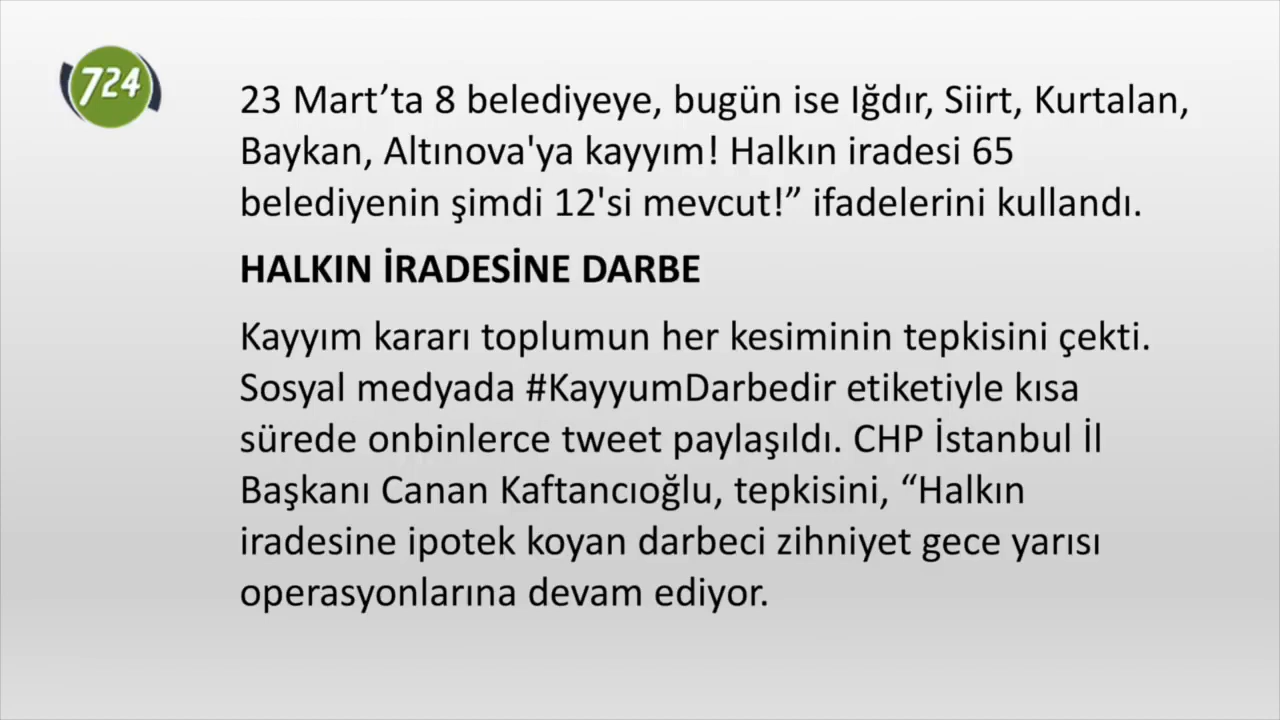 724
23 Mart’ta 8 belediyeye, bugün ise Iğdır, Siirt, Kurtalan,
Baykan, Altınova'ya kayyım! Halkın iradesi 65
belediyenin şimdi 12'si mevcut!” ifadelerini kullandı.
HALKIN İRADESİNE DARBE
Kayyım kararı toplumun her kesiminin tepkisini çekti.
Sosyal medyada #KayyumDarbedir etiketiyle kısa
sürede onbinlerce tweet paylaşıldı. CHP İstanbul İl
Başkanı Canan Kaftancıoğlu, tepkisini, “Halkın
iradesine ipotek koyan darbeci zihniyet gece yarısı
operasyonlarına devam ediyor.